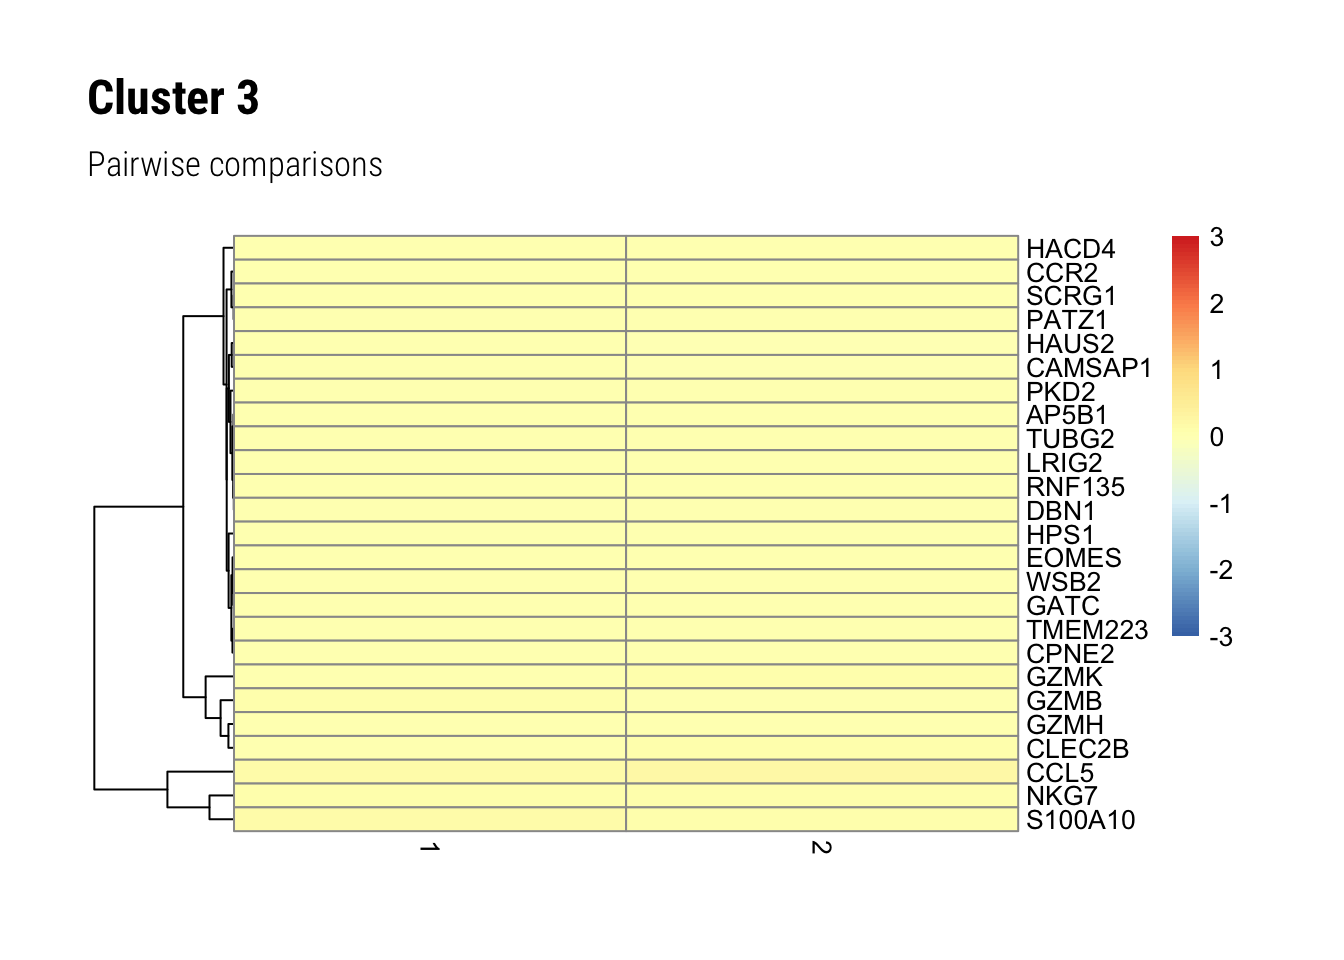 Cluster 3
Pairwise comparisons
HACD4
CCR2
SCRG1
PATZ1
HAUS2
CAMSAP1
PKD2
AP5B1
TUBG2
LRIG2
RNF135
DBN1
HPS1
EOMES
WSB2
GATC
TMEM223
CPNE2
GZMK
GZMB
GZMH
CLEC2B
CCL5
NKG7
S100A10
3
2
1
0
-1
-2
-3
1
2